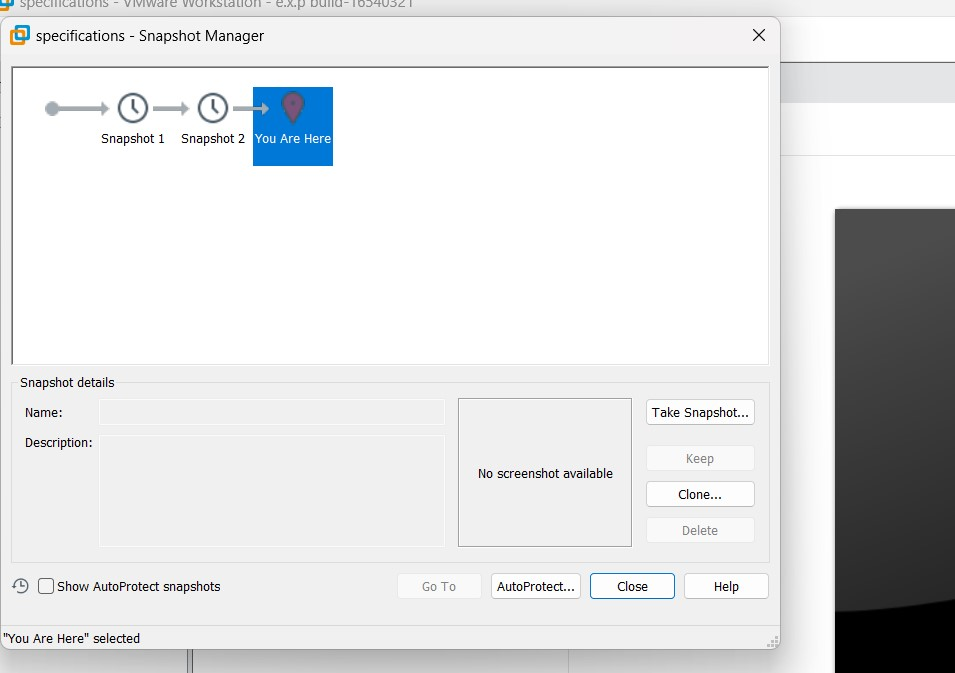 specifications - VMware Workstation - e.x.p build-16540321
specifications - Snapshot Manager
Snapshot 1
Snapshot 2
You Are Here
Snapshot details
Name:
Description:
No screenshot available
Take Snapshot...
Keep
Clone...
Delete
Show AutoProtect snapshots
Go To
AutoProtect...
Close
Help
"You Are Here" selected